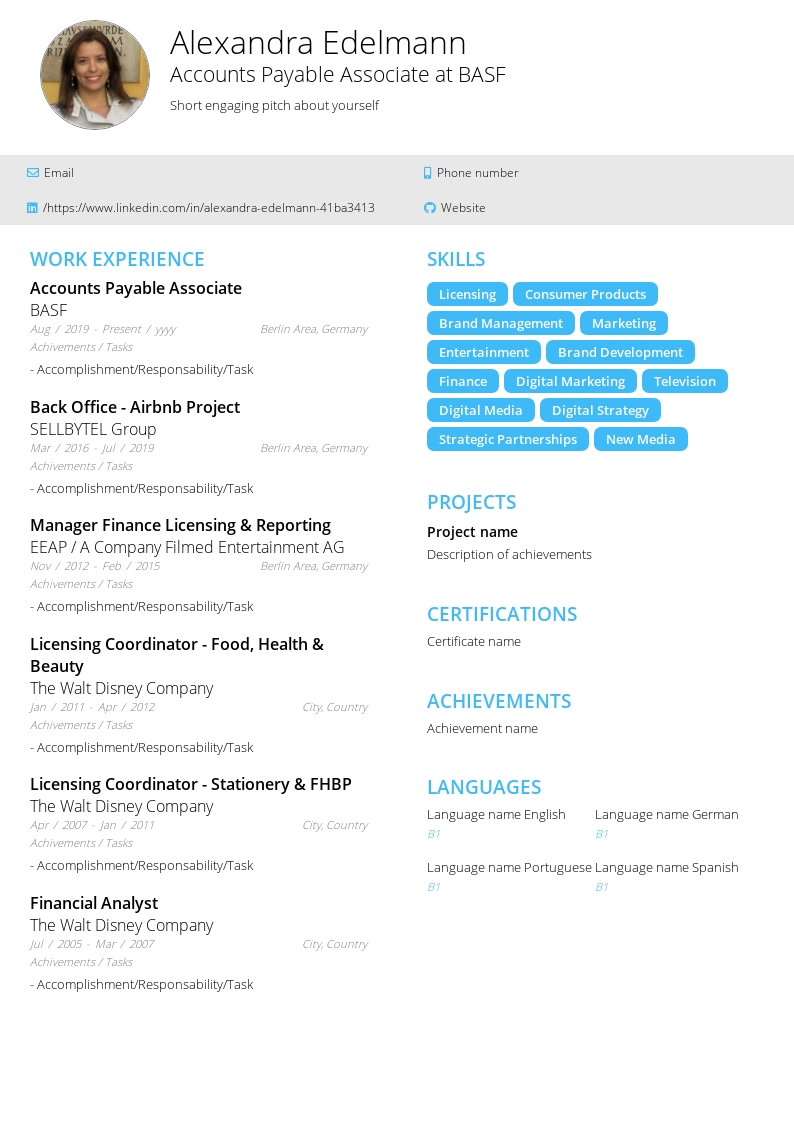 Alexandra Edelmann
Accounts Payable Associate at BASF
Short engaging pitch about yourself
Email
Phone number
/https://www.linkedin.com/in/alexandra-edelmann-41ba3413
Website
WORK EXPERIENCE
Accounts Payable Associate
BASF
Aug / 2019 - Present / yyyy Berlin Area, Germany
Achivements / Tasks
- Accomplishment/Responsability/Task
Back Office - Airbnb Project
SELLBYTEL Group
Mar / 2016 - Jul / 2019 Berlin Area, Germany
Achivements / Tasks
- Accomplishment/Responsability/Task
Manager Finance Licensing & Reporting
EEAP / A Company Filmed Entertainment AG
Nov / 2012 - Feb / 2015 Berlin Area, Germany
Achivements / Tasks
- Accomplishment/Responsability/Task
Licensing Coordinator - Food, Health &
Beauty
The Walt Disney Company
Jan / 2011 - Apr / 2012 City, Country
Achivements / Tasks
- Accomplishment/Responsability/Task
Licensing Coordinator - Stationery & FHBP
The Walt Disney Company
Apr / 2007 - Jan / 2011 City, Country
Achivements / Tasks
- Accomplishment/Responsability/Task
Financial Analyst
The Walt Disney Company
Jul / 2005 - Mar / 2007 City, Country
Achivements / Tasks
- Accomplishment/Responsability/Task
SKILLS
Licensing Consumer Products
Brand Management Marketing
Entertainment Brand Development
Finance Digital Marketing Television
Digital Media Digital Strategy
Strategic Partnerships New Media
PROJECTS
Project name
Description of achievements
CERTIFICATIONS
Certificate name
ACHIEVEMENTS
Achievement name
LANGUAGES
Language name English Language name German
B1 B1
Language name Portuguese Language name Spanish
B1 B1